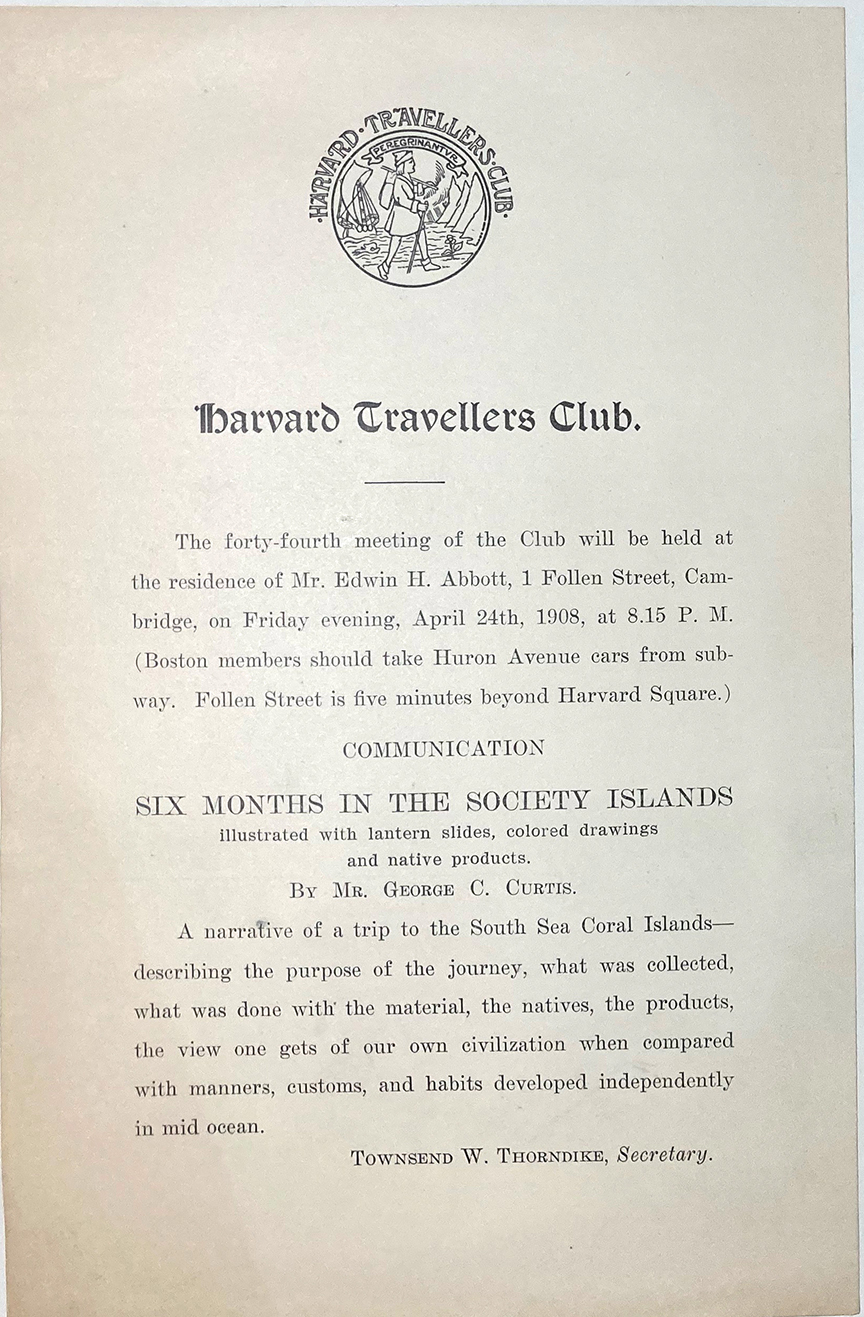 ·HARVARD·TRAVELLERS·CLUB·
PEREGRINANTVR
Harvard Travellers Club.
The forty-fourth meeting of the Club will be held at
the residence of Mr. Edwin H. Abbott, 1 Follen Street, Cam-
bridge, on Friday evening, April 24th, 1908, at 8.15 P. M.
(Boston members should take Huron Avenue cars from sub-
way. Follen Street is five minutes beyond Harvard Square.)
COMMUNICATION
SIX MONTHS IN THE SOCIETY ISLANDS
illustrated with lantern slides, colored drawings
and native products.
By Mr. George C. Curtis.
A narrative of a trip to the South Sea Coral Islands—
describing the purpose of the journey, what was collected,
what was done with the material, the natives, the products,
the view one gets of our own civilization when compared
with manners, customs, and habits developed independently
in mid ocean.
Townsend W. Thorndike, Secretary.